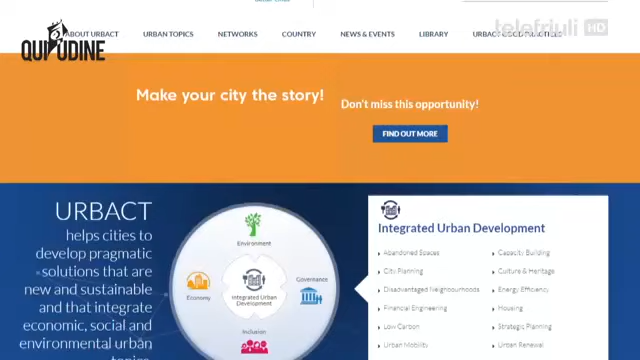 telefriuli HD
QUI UDINE
ABOUT URBACT URBAN TOPICS NETWORKS COUNTRY NEWS & EVENTS LIBRARY URBACT GOOD PRACTICES
Make your city the story!
Don't miss this opportunity!
FIND OUT MORE
URBACT
helps cities to
develop pragmatic
solutions that are
new and sustainable
and that integrate
economic, social and
environmental urban
topics.
Environment
Economy
Integrated Urban
Development
Governance
Inclusion
Integrated Urban Development
Abandoned Spaces
City Planning
Disadvantaged Neighbourhoods
Financial Engineering
Low Carbon
Urban Mobility
Capacity Building
Culture & Heritage
Energy Efficiency
Housing
Strategic Planning
Urban Renewal